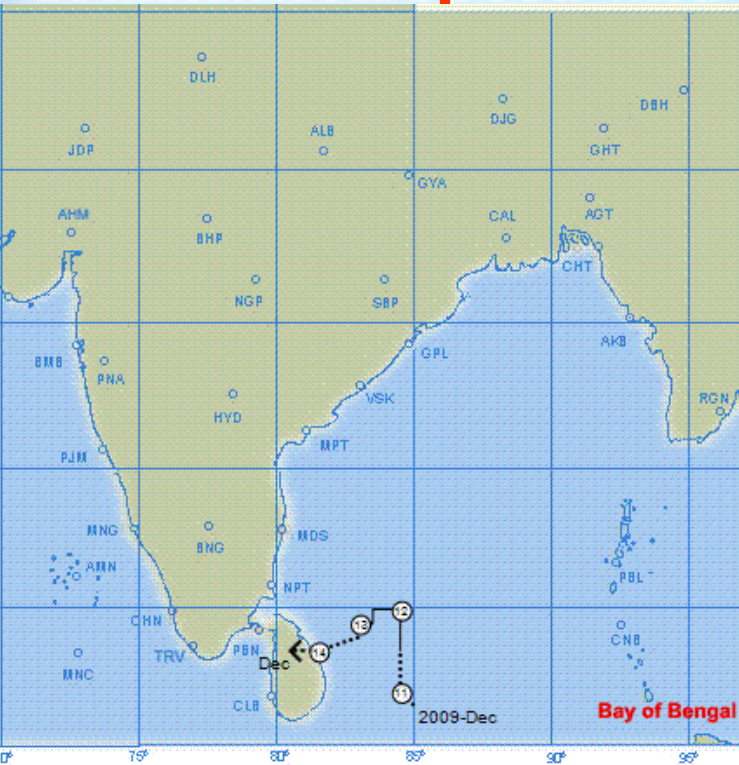 DLH
DJG
DBH
ALB
JDP
GHT
GYA
AHM
CAL
AGT
BHP
CHT
NGP
SBP
AKB
BMB
GPL
PNA
VSK
RGN
HYD
MPT
PJM
MNG
MDS
BNG
AMN
PBL
NPT
CHN
12
13
CNB
TRV
PBN
14
Dec
MNC
11
CLB
2009-Dec
Bay of Bengal
0°
75°
80°
85°
90°
95°